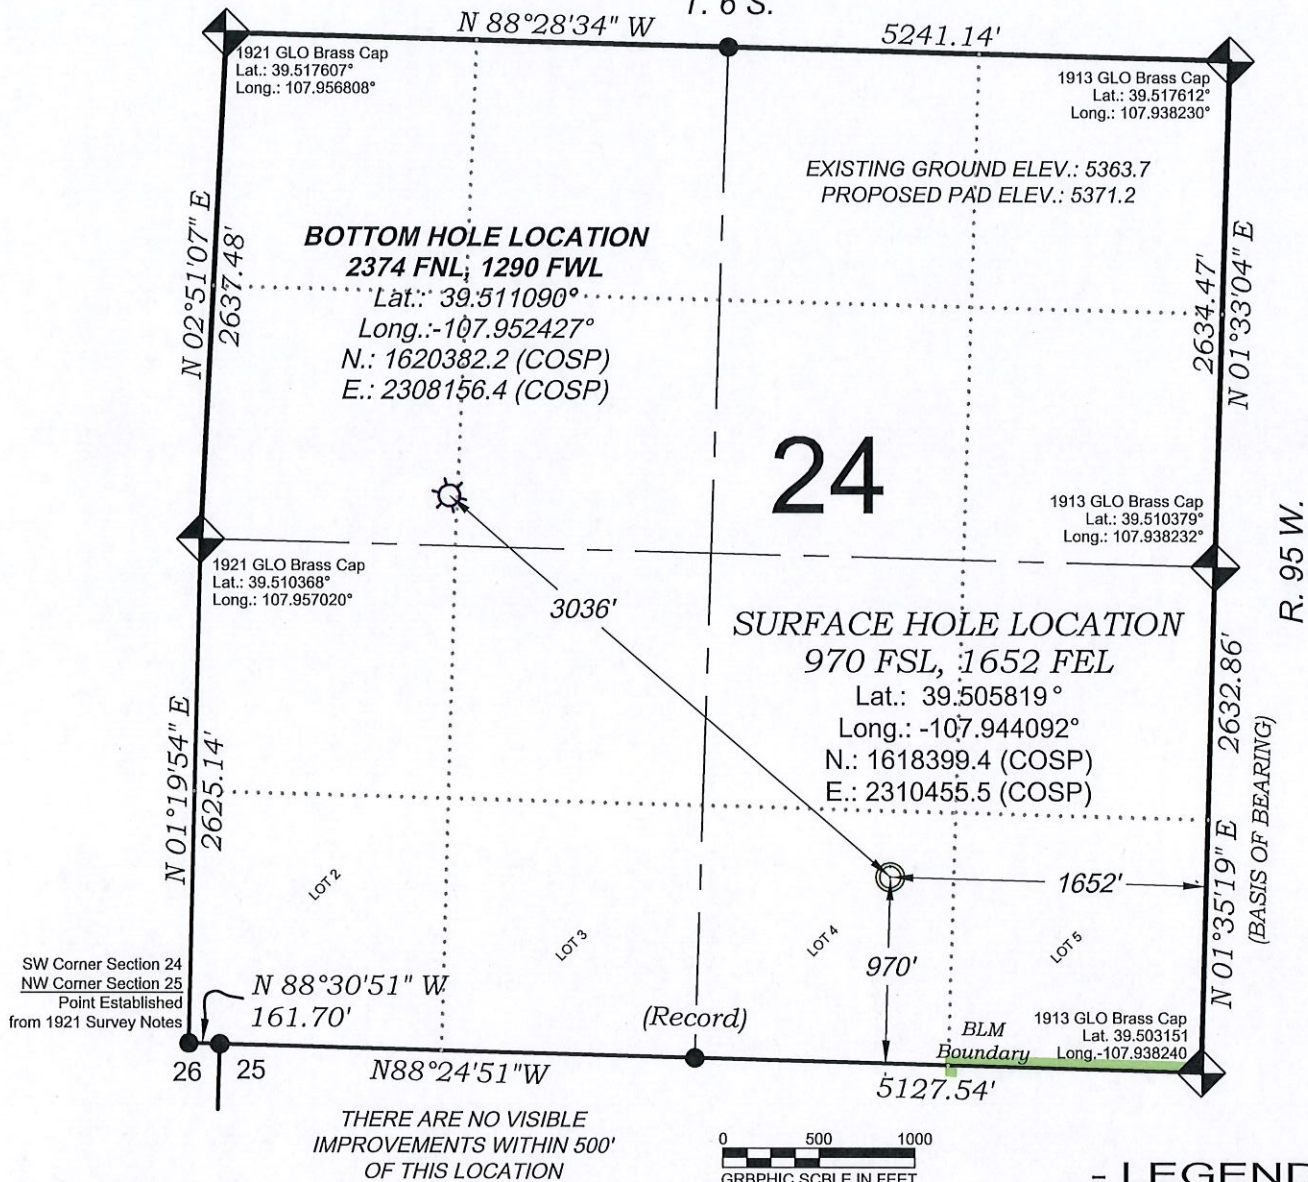 T. 6 S.
N 88°28'34" W
5241.14'
1921 GLO Brass Cap
Lat.: 39.517607°
Long.: 107.956808°
1913 GLO Brass Cap
Lat.: 39.517612°
Long.: 107.938230°
EXISTING GROUND ELEV.: 5363.7
PROPOSED PAD ELEV.: 5371.2
N 02°51'07" E
2637.48'
BOTTOM HOLE LOCATION
2374 FNL, 1290 FWL
Lat.: 39.511090°
Long.:-107.952427°
N.: 1620382.2 (COSP)
E.: 2308156.4 (COSP)
2634.47'
N 01°33'04" E
24
1913 GLO Brass Cap
Lat.: 39.510379°
Long.: 107.938232°
R. 95 W.
1921 GLO Brass Cap
Lat.: 39.510368°
Long.: 107.957020°
3036'
SURFACE HOLE LOCATION
970 FSL, 1652 FEL
Lat.: 39.505819°
Long.: -107.944092°
N.: 1618399.4 (COSP)
E.: 2310455.5 (COSP)
2632.86'
(BASIS OF BEARING)
N 01°35'19" E
N 01°19'54" E
2625.14'
1652'
LOT 2
LOT 3
LOT 4
LOT 5
970'
SW Corner Section 24
NW Corner Section 25
Point Established
from 1921 Survey Notes
N 88°30'51" W
161.70'
(Record)
BLM
Boundary
1913 GLO Brass Cap
Lat. 39.503151
Long.-107.938240
26
25
N88°24'51"W
5127.54'
THERE ARE NO VISIBLE
IMPROVEMENTS WITHIN 500'
OF THIS LOCATION
0 500 1000
GRBPHIC SCBLE IN FEET
- LEGEND